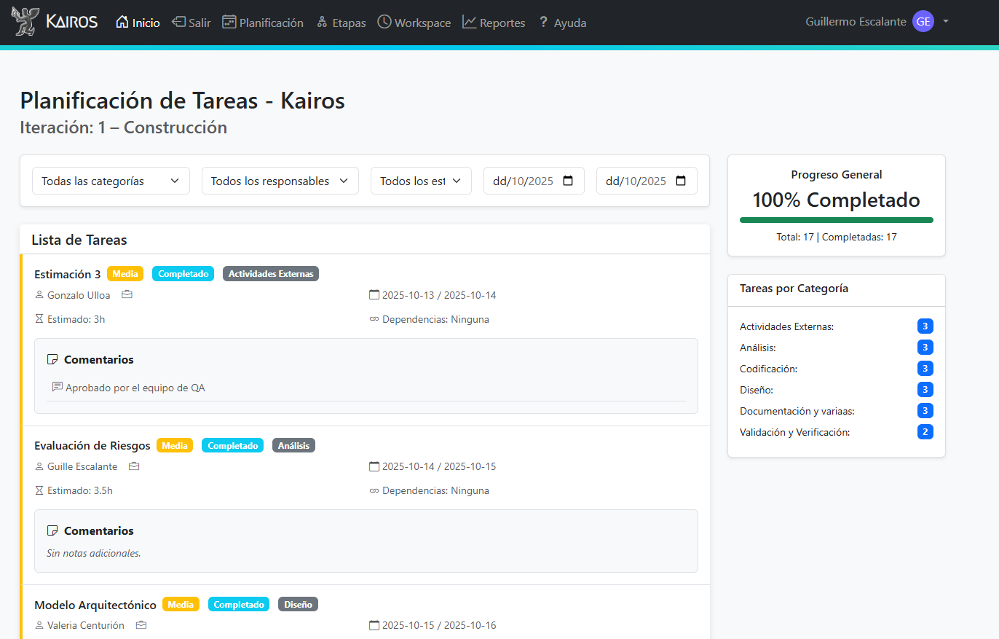 KAIROS Inicio Salir Planificación Etapas Workspace Reportes ? Ayuda Guillermo Escalante GE
Planificación de Tareas - Kairos
Iteración: 1 – Construcción
Todas las categorías Todos los responsables Todos los est dd/10/2025 dd/10/2025
Lista de Tareas
Estimación 3 Media Completado Actividades Externas
Gonzalo Ulloa 2025-10-13 / 2025-10-14
Estimado: 3h Dependencias: Ninguna
Comentarios
Aprobado por el equipo de QA
Evaluación de Riesgos Media Completado Análisis
Guille Escalante 2025-10-14 / 2025-10-15
Estimado: 3.5h Dependencias: Ninguna
Comentarios
Sin notas adicionales.
Modelo Arquitectónico Media Completado Diseño
Valeria Centurión 2025-10-15 / 2025-10-16
Progreso General
100% Completado
Total: 17 | Completadas: 17
Tareas por Categoría
Actividades Externas: 3
Análisis: 3
Codificación: 3
Diseño: 3
Documentación y variaas: 3
Validación y Verificación: 2